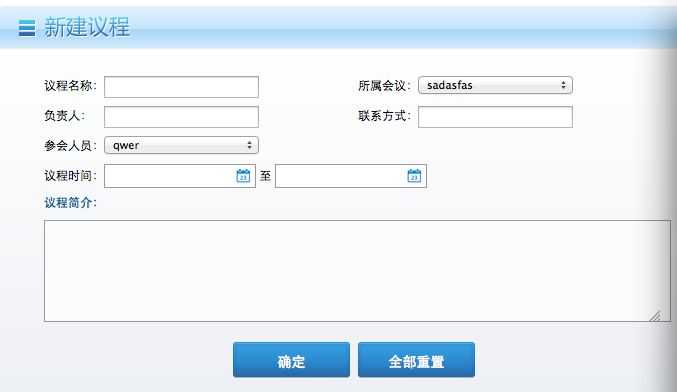 新建议程
议程名称： 所属会议： sadasfas
负责人： 联系方式：
参会人员： qwer
议程时间： 23 至 23
议程简介：
确定 全部重置